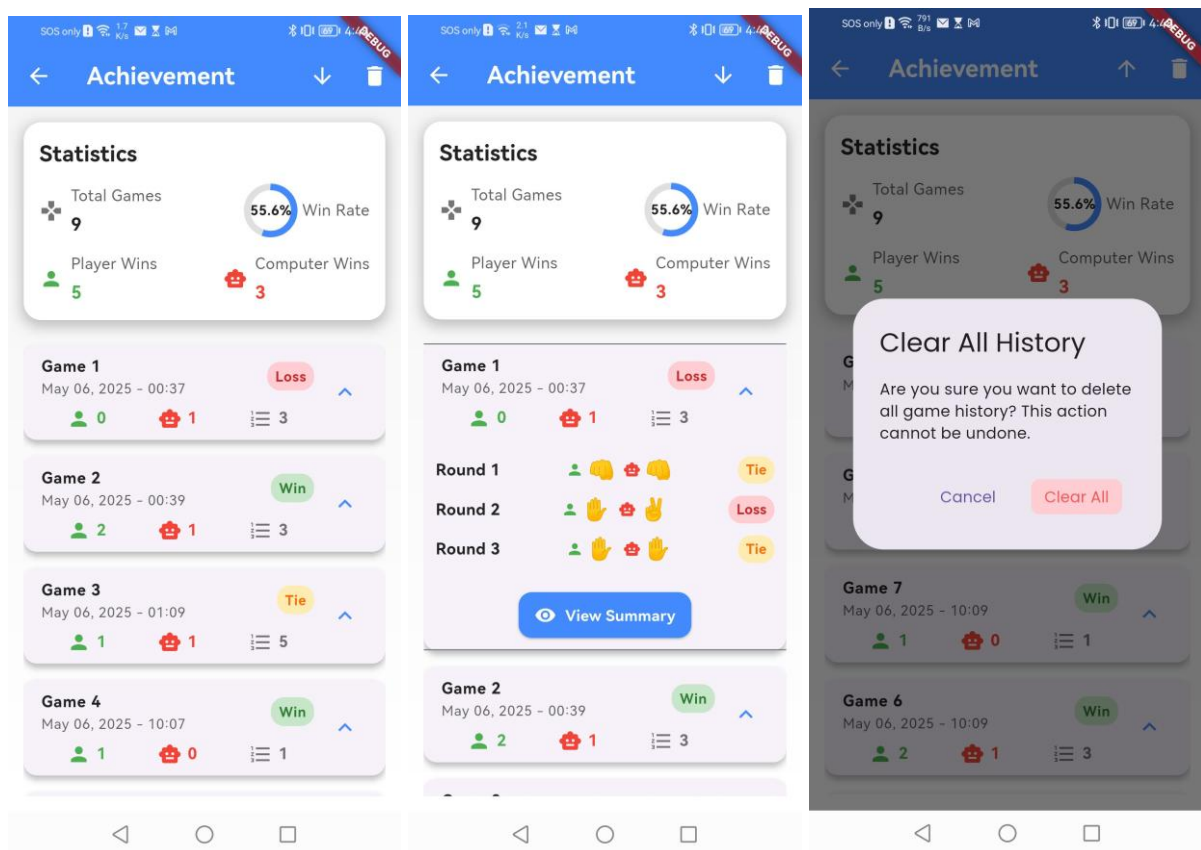 SOS only 1.7 K/s 69 4:4
DEBUG
Achievement
Statistics
Total Games
9
55.6% Win Rate
Player Wins
5
Computer Wins
3
Game 1
May 06, 2025 - 00:37
Loss
0 1 3
Game 2
May 06, 2025 - 00:39
Win
2 1 3
Game 3
May 06, 2025 - 01:09
Tie
1 1 5
Game 4
May 06, 2025 - 10:07
Win
1 0 1
SOS only 2.1 K/s 69 4:4
DEBUG
Achievement
Statistics
Total Games
9
55.6% Win Rate
Player Wins
5
Computer Wins
3
Game 1
May 06, 2025 - 00:37
Loss
0 1 3
Round 1 Tie
Round 2 Loss
Round 3 Tie
View Summary
Game 2
May 06, 2025 - 00:39
Win
2 1 3
SOS only 791 B/s 69 4:4
DEBUG
Achievement
Statistics
Total Games
9
55.6% Win Rate
Player Wins
5
Computer Wins
3
Clear All History
Are you sure you want to delete
all game history? This action
cannot be undone.
Cancel Clear All
Game 7
May 06, 2025 - 10:09
Win
1 0 1
Game 6
May 06, 2025 - 10:09
Win
2 1 3